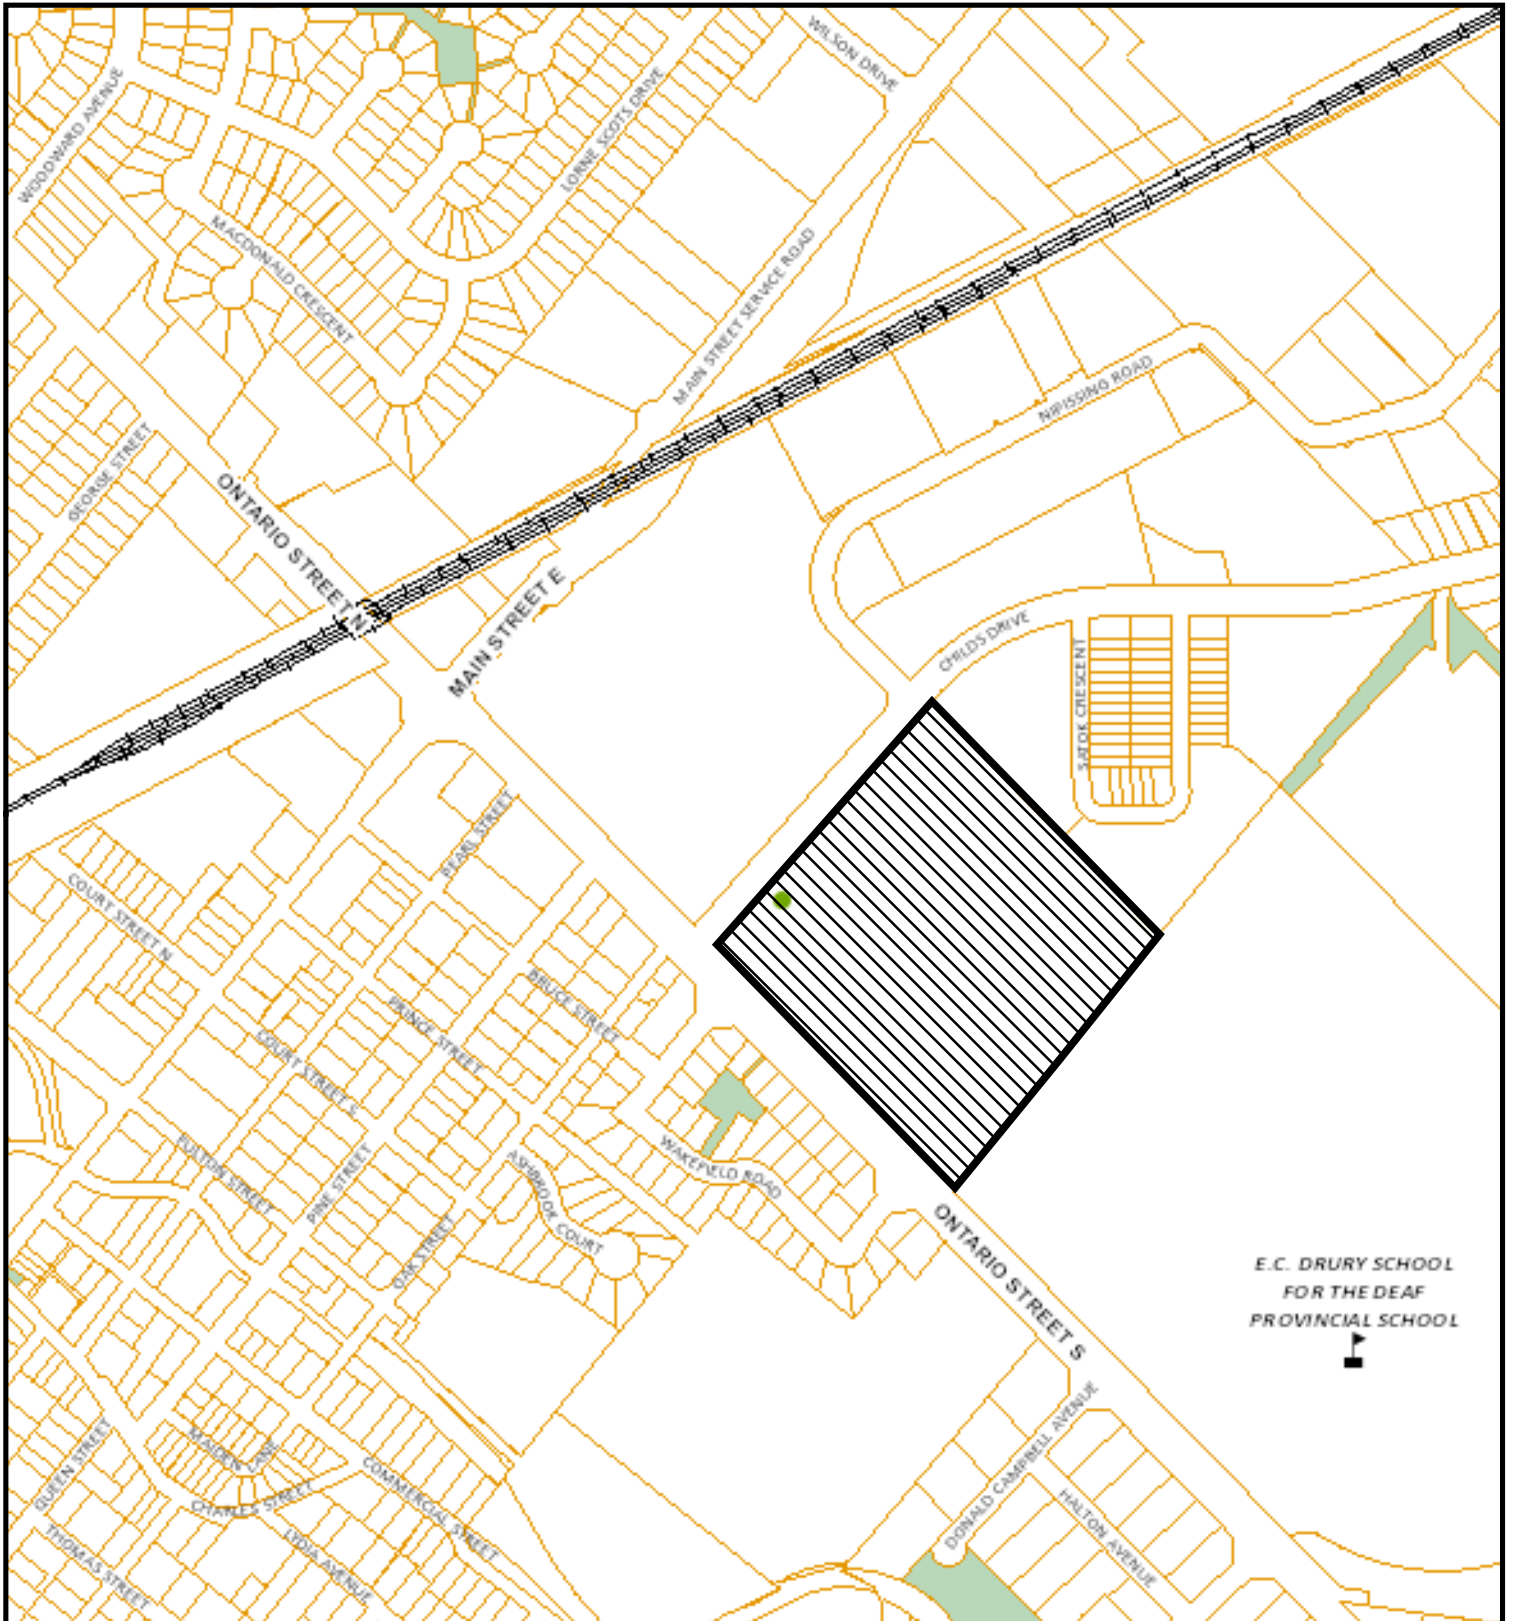 WILSON DRIVE
WOODWARD AVENUE
LORNE SCOTS DRIVE
MACDONALD CRESCENT
MAIN STREET SERVICE ROAD
NIPISSING ROAD
GEORGE STREET
ONTARIO STREET N
MAIN STREET E
CHILDS DRIVE
SATOK CRESCENT
PEARL STREET
COURT STREET N
BRUCE STREET
PRINCE STREET
COURT STREET S
FULTON STREET
PINE STREET
OAK STREET
ASHBROOK COURT
WAKEFIELD ROAD
ONTARIO STREET S
E.C. DRURY SCHOOL
FOR THE DEAF
PROVINCIAL SCHOOL
DONALD CAMPBELL AVENUE
HALTON AVENUE
MAIDEN LANE
QUEEN STREET
CHARLES STREET
COMMERCIAL STREET
THOMAS STREET
LYDIA AVENUE